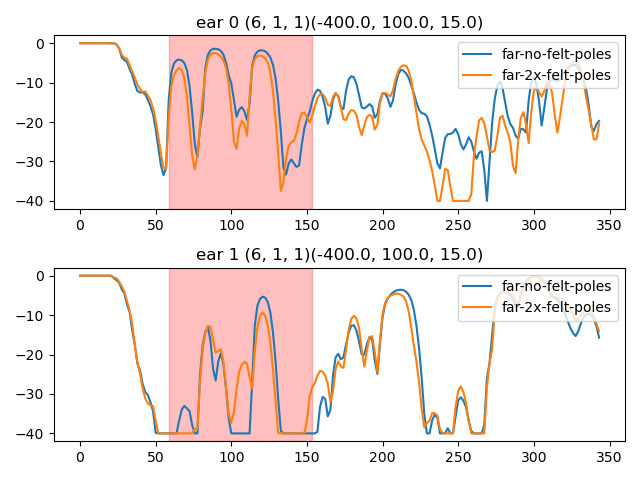 ear 0 (6, 1, 1)(-400.0, 100.0, 15.0)
0
−10
−20
−30
−40
far-no-felt-poles
far-2x-felt-poles
0 50 100 150 200 250 300 350
ear 1 (6, 1, 1)(-400.0, 100.0, 15.0)
0
−10
−20
−30
−40
far-no-felt-poles
far-2x-felt-poles
0 50 100 150 200 250 300 350